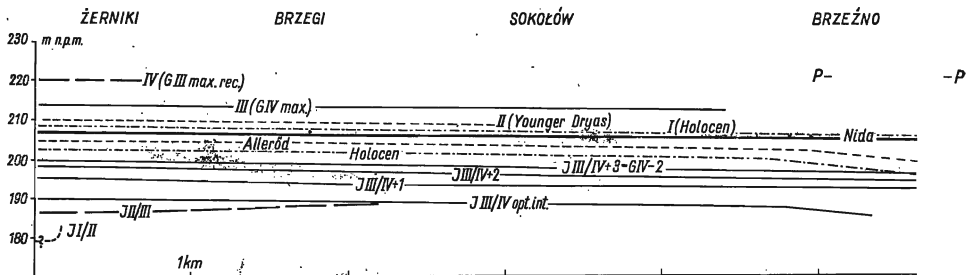 ŻERNIKI BRZEGI SOKOŁÓW BRZEŹNO
230 m n.p.m.
220 IV (G III max. rec.) P- -P'
III (G IV max.)
210 II (Younger Dryas) I (Holocen) Nida
Alleröd
200 Holocen J III/IV+3=G IV-2
J III/IV+2
J III/IV+1
190 J III/IV opt.int.
J II/III
180 J I/II
?
1km